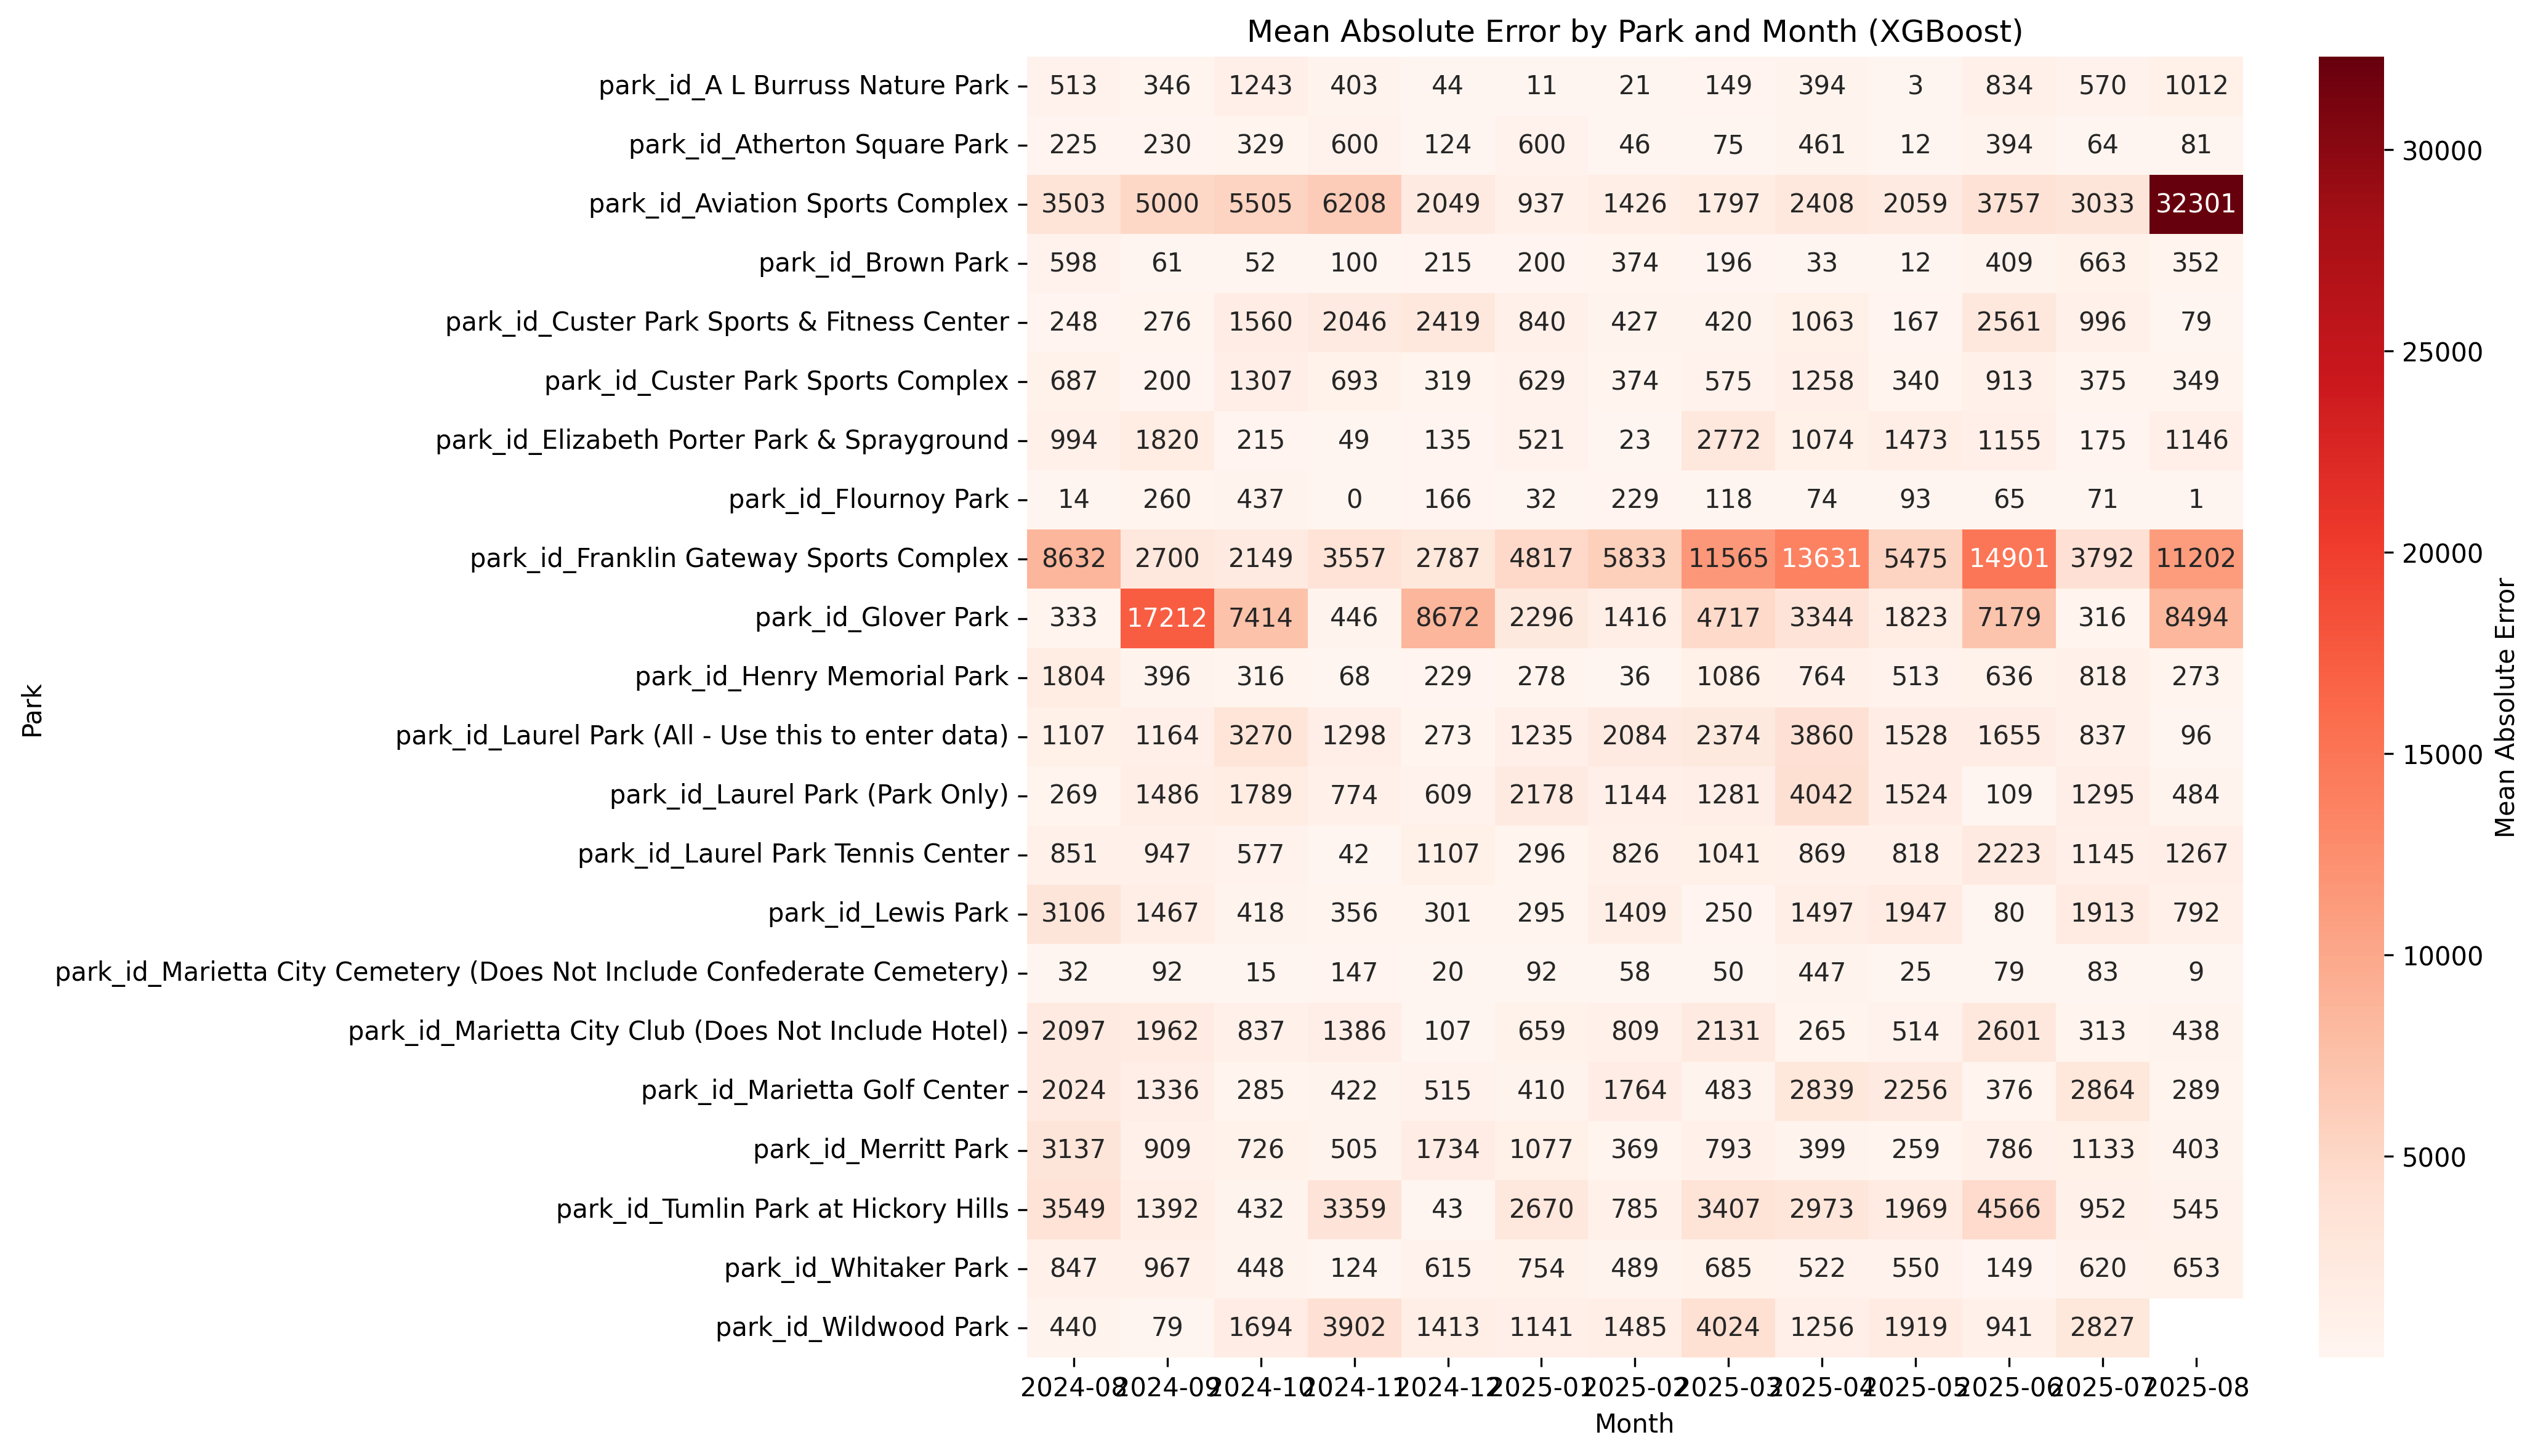 Mean Absolute Error by Park and Month (XGBoost)
park_id_A L Burruss Nature Park 513 346 1243 403 44 11 21 149 394 3 834 570 1012
park_id_Atherton Square Park 225 230 329 600 124 600 46 75 461 12 394 64 81
park_id_Aviation Sports Complex 3503 5000 5505 6208 2049 937 1426 1797 2408 2059 3757 3033 32301
park_id_Brown Park 598 61 52 100 215 200 374 196 33 12 409 663 352
park_id_Custer Park Sports & Fitness Center 248 276 1560 2046 2419 840 427 420 1063 167 2561 996 79
park_id_Custer Park Sports Complex 687 200 1307 693 319 629 374 575 1258 340 913 375 349
park_id_Elizabeth Porter Park & Sprayground 994 1820 215 49 135 521 23 2772 1074 1473 1155 175 1146
park_id_Flournoy Park 14 260 437 0 166 32 229 118 74 93 65 71 1
park_id_Franklin Gateway Sports Complex 8632 2700 2149 3557 2787 4817 5833 11565 13631 5475 14901 3792 11202
park_id_Glover Park 333 17212 7414 446 8672 2296 1416 4717 3344 1823 7179 316 8494
park_id_Henry Memorial Park 1804 396 316 68 229 278 36 1086 764 513 636 818 273
park_id_Laurel Park (All - Use this to enter data) 1107 1164 3270 1298 273 1235 2084 2374 3860 1528 1655 837 96
park_id_Laurel Park (Park Only) 269 1486 1789 774 609 2178 1144 1281 4042 1524 109 1295 484
park_id_Laurel Park Tennis Center 851 947 577 42 1107 296 826 1041 869 818 2223 1145 1267
park_id_Lewis Park 3106 1467 418 356 301 295 1409 250 1497 1947 80 1913 792
park_id_Marietta City Cemetery (Does Not Include Confederate Cemetery) 32 92 15 147 20 92 58 50 447 25 79 83 9
park_id_Marietta City Club (Does Not Include Hotel) 2097 1962 837 1386 107 659 809 2131 265 514 2601 313 438
park_id_Marietta Golf Center 2024 1336 285 422 515 410 1764 483 2839 2256 376 2864 289
park_id_Merritt Park 3137 909 726 505 1734 1077 369 793 399 259 786 1133 403
park_id_Tumlin Park at Hickory Hills 3549 1392 432 3359 43 2670 785 3407 2973 1969 4566 952 545
park_id_Whitaker Park 847 967 448 124 615 754 489 685 522 550 149 620 653
park_id_Wildwood Park 440 79 1694 3902 1413 1141 1485 4024 1256 1919 941 2827
2024-08 2024-09 2024-10 2024-11 2024-12 2025-01 2025-02 2025-03 2025-04 2025-05 2025-06 2025-07 2025-08
Month
Park
30000
25000
20000
15000
10000
5000
Mean Absolute Error